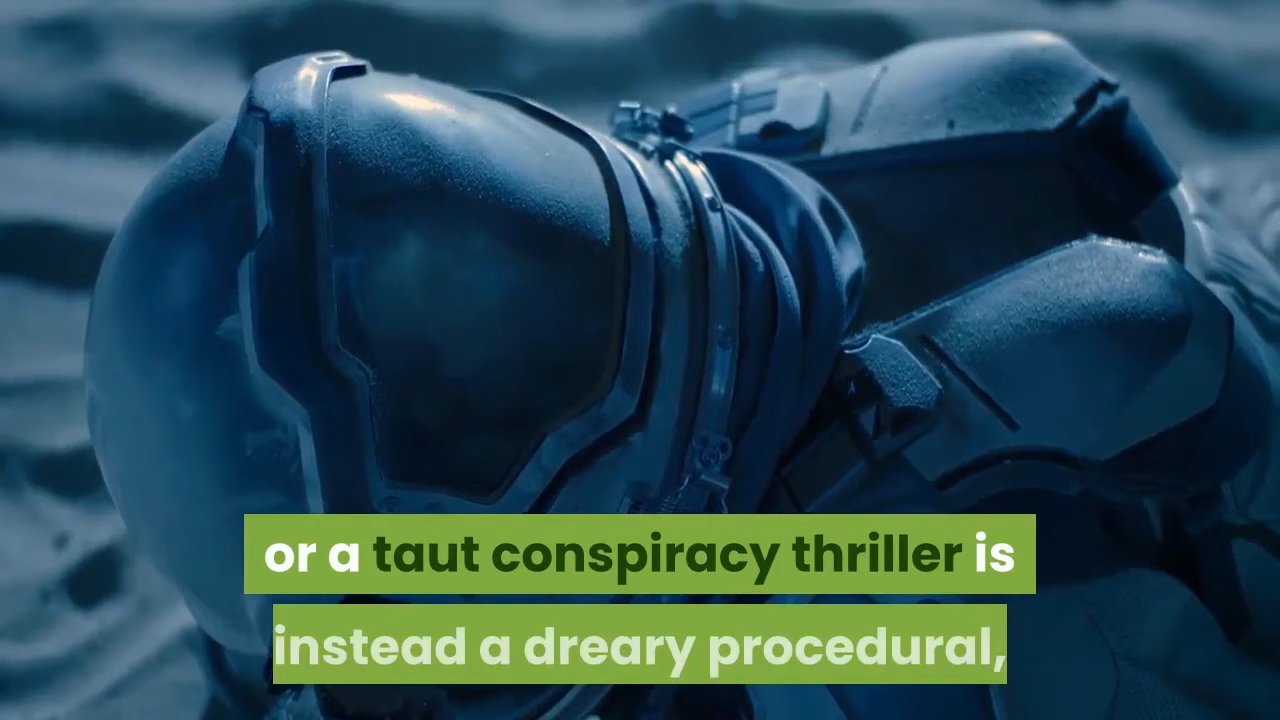 or a taut conspiracy thriller is
instead a dreary procedural,